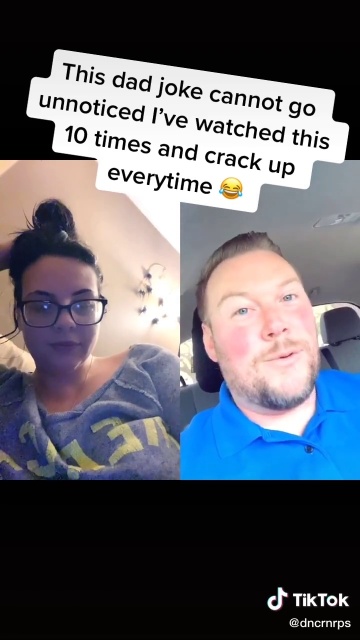 This dad joke cannot go
unnoticed I've watched this
10 times and crack up
everytime 😂
TikTok
@dncrnrps